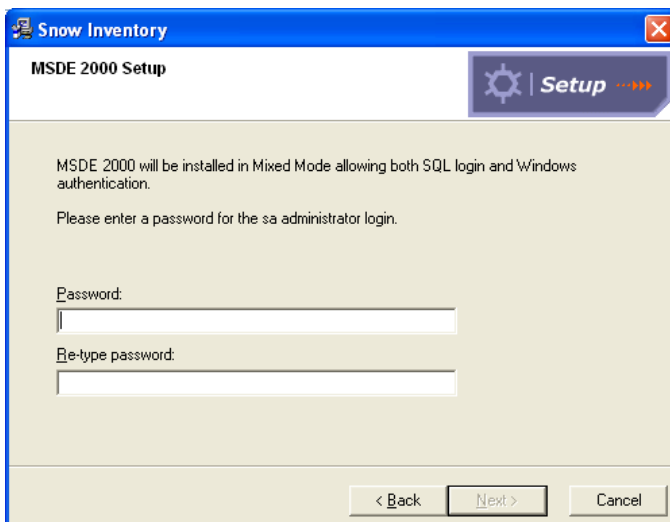 Snow Inventory
MSDE 2000 Setup
Setup
MSDE 2000 will be installed in Mixed Mode allowing both SQL login and Windows
authentication.
Please enter a password for the sa administrator login.
Password:
Re-type password:
< Back Next > Cancel